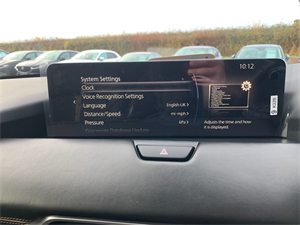 System Settings
10:12
Clock
Voice Recognition Settings
Language English UK
Distance/Speed mi·mph
Pressure kPa
Adjusts the time and how
it is displayed.